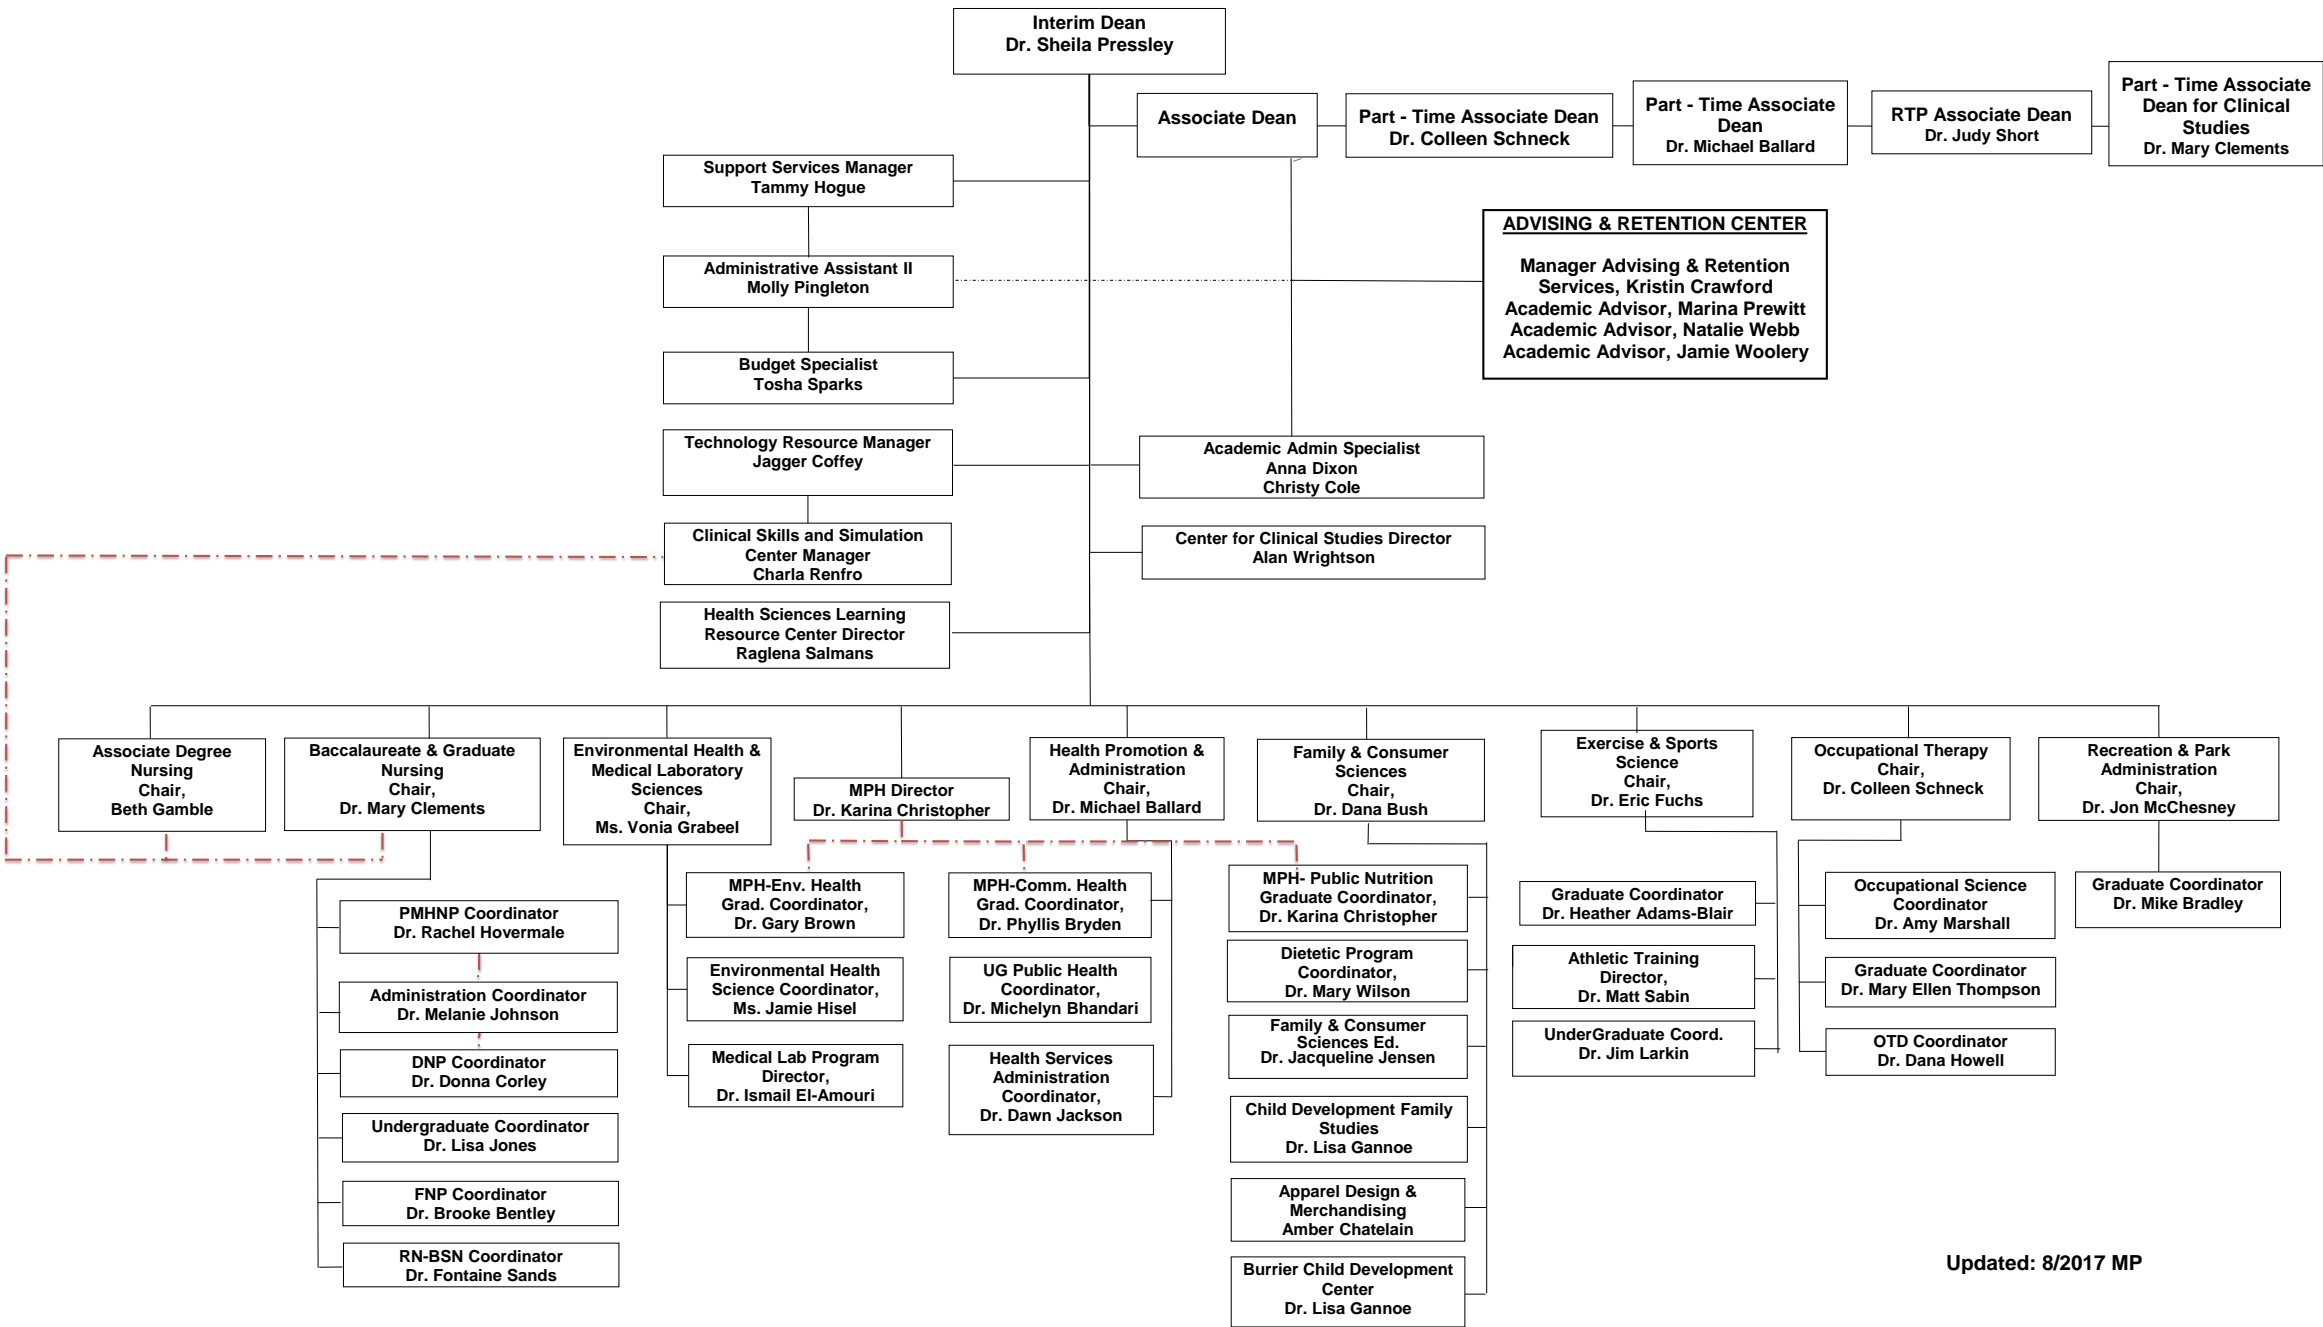 Interim Dean
Dr. Sheila Pressley
Associate Dean
Part - Time Associate Dean
Dr. Colleen Schneck
Part - Time Associate
Dean
Dr. Michael Ballard
RTP Associate Dean
Dr. Judy Short
Part - Time Associate
Dean for Clinical
Studies
Dr. Mary Clements
Support Services Manager
Tammy Hogue
Administrative Assistant II
Molly Pingleton
Budget Specialist
Tosha Sparks
ADVISING & RETENTION CENTER
Manager Advising & Retention
Services, Kristin Crawford
Academic Advisor, Marina Prewitt
Academic Advisor, Natalie Webb
Academic Advisor, Jamie Woolery
Technology Resource Manager
Jagger Coffey
Academic Admin Specialist
Anna Dixon
Christy Cole
Clinical Skills and Simulation
Center Manager
Charla Renfro
Center for Clinical Studies Director
Alan Wrightson
Health Sciences Learning
Resource Center Director
Raglena Salmans
Associate Degree
Nursing
Chair,
Beth Gamble
Baccalaureate & Graduate
Nursing
Chair,
Dr. Mary Clements
Environmental Health &
Medical Laboratory
Sciences
Chair,
Ms. Vonia Grabeel
MPH Director
Dr. Karina Christopher
Health Promotion &
Administration
Chair,
Dr. Michael Ballard
Family & Consumer
Sciences
Chair,
Dr. Dana Bush
Exercise & Sports
Science
Chair,
Dr. Eric Fuchs
Occupational Therapy
Chair,
Dr. Colleen Schneck
Recreation & Park
Administration
Chair,
Dr. Jon McChesney
PMHNP Coordinator
Dr. Rachel Hovermale
Administration Coordinator
Dr. Melanie Johnson
DNP Coordinator
Dr. Donna Corley
Undergraduate Coordinator
Dr. Lisa Jones
FNP Coordinator
Dr. Brooke Bentley
RN-BSN Coordinator
Dr. Fontaine Sands
MPH-Env. Health
Grad. Coordinator,
Dr. Gary Brown
Environmental Health
Science Coordinator,
Ms. Jamie Hisel
Medical Lab Program
Director,
Dr. Ismail El-Amouri
MPH-Comm. Health
Grad. Coordinator,
Dr. Phyllis Bryden
UG Public Health
Coordinator,
Dr. Michelyn Bhandari
Health Services
Administration
Coordinator,
Dr. Dawn Jackson
MPH- Public Nutrition
Graduate Coordinator,
Dr. Karina Christopher
Dietetic Program
Coordinator,
Dr. Mary Wilson
Family & Consumer
Sciences Ed.
Dr. Jacqueline Jensen
Child Development Family
Studies
Dr. Lisa Gannoe
Apparel Design &
Merchandising
Amber Chatelain
Burrier Child Development
Center
Dr. Lisa Gannoe
Graduate Coordinator
Dr. Heather Adams-Blair
Athletic Training
Director,
Dr. Matt Sabin
UnderGraduate Coord.
Dr. Jim Larkin
Occupational Science
Coordinator
Dr. Amy Marshall
Graduate Coordinator
Dr. Mary Ellen Thompson
OTD Coordinator
Dr. Dana Howell
Graduate Coordinator
Dr. Mike Bradley
Updated: 8/2017 MP